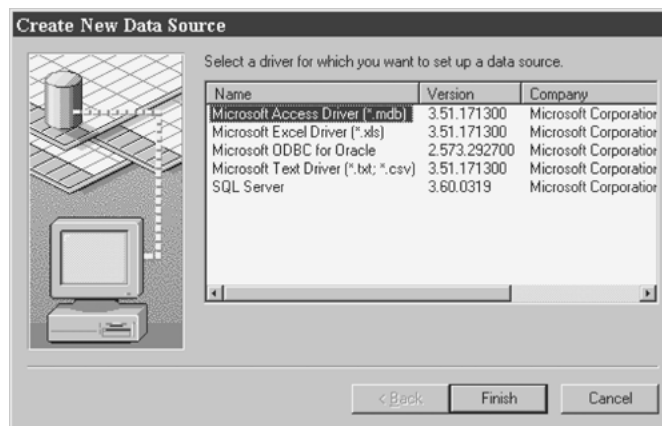 Create New Data Source
Select a driver for which you want to set up a data source.
Name Version Company
Microsoft Access Driver (*.mdb) 3.51.171300 Microsoft Corporation
Microsoft Excel Driver (*.xls) 3.51.171300 Microsoft Corporation
Microsoft ODBC for Oracle 2.573.292700 Microsoft Corporation
Microsoft Text Driver (*.txt; *.csv) 3.51.171300 Microsoft Corporation
SQL Server 3.60.0319 Microsoft Corporation
< Back Finish Cancel